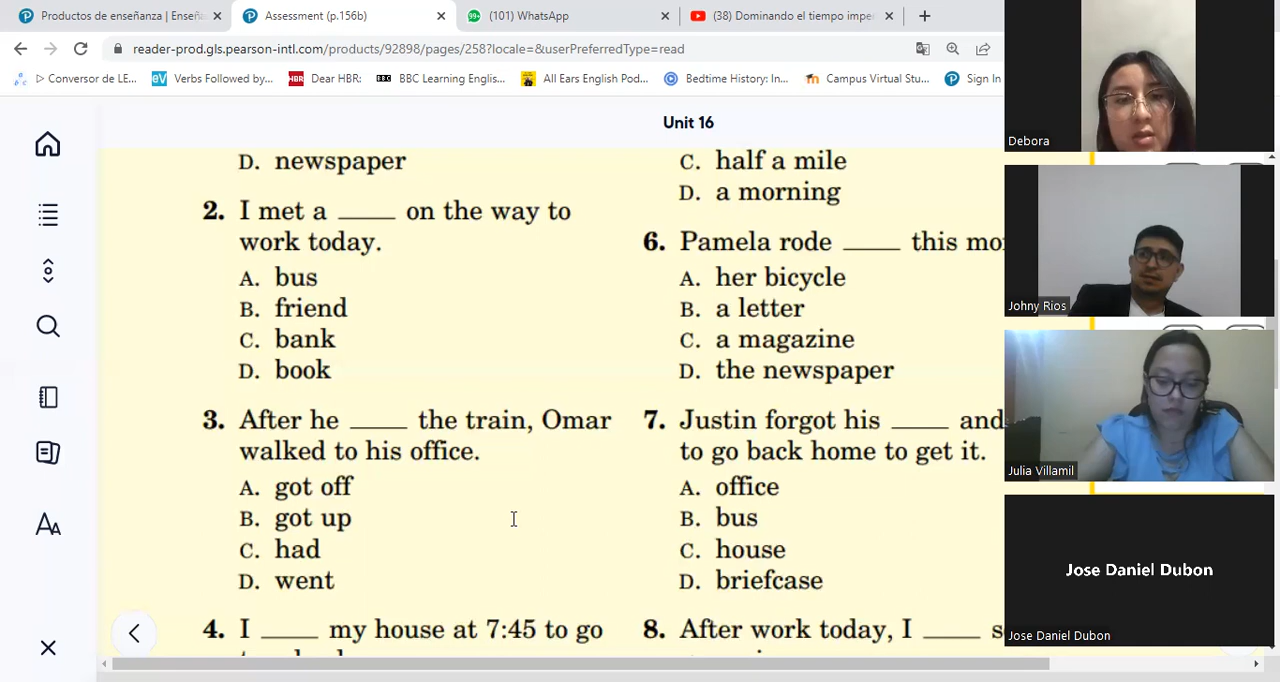 Productos de enseñanza | Enseña
Assessment (p.156b)
(101) WhatsApp
(38) Dominando el tiempo impe
reader-prod.gls.pearson-intl.com/products/92898/pages/258?locale=&userPreferredType=read
Conversor de LE...
Verbs Followed by...
Dear HBR:
BBC Learning Englis...
All Ears English Pod...
Bedtime History: In...
Campus Virtual Stu...
Sign In
Unit 16
D. newspaper
2. I met a ____ on the way to
work today.
A. bus
B. friend
C. bank
D. book
3. After he ____ the train, Omar
walked to his office.
A. got off
B. got up
C. had
D. went
4. I ____ my house at 7:45 to go
C. half a mile
D. a morning
6. Pamela rode ____ this mo
A. her bicycle
B. a letter
C. a magazine
D. the newspaper
7. Justin forgot his ____ and
to go back home to get it.
A. office
B. bus
C. house
D. briefcase
8. After work today, I ____ s
Debora
Johny Rios
Julia Villamil
Jose Daniel Dubon
Jose Daniel Dubon